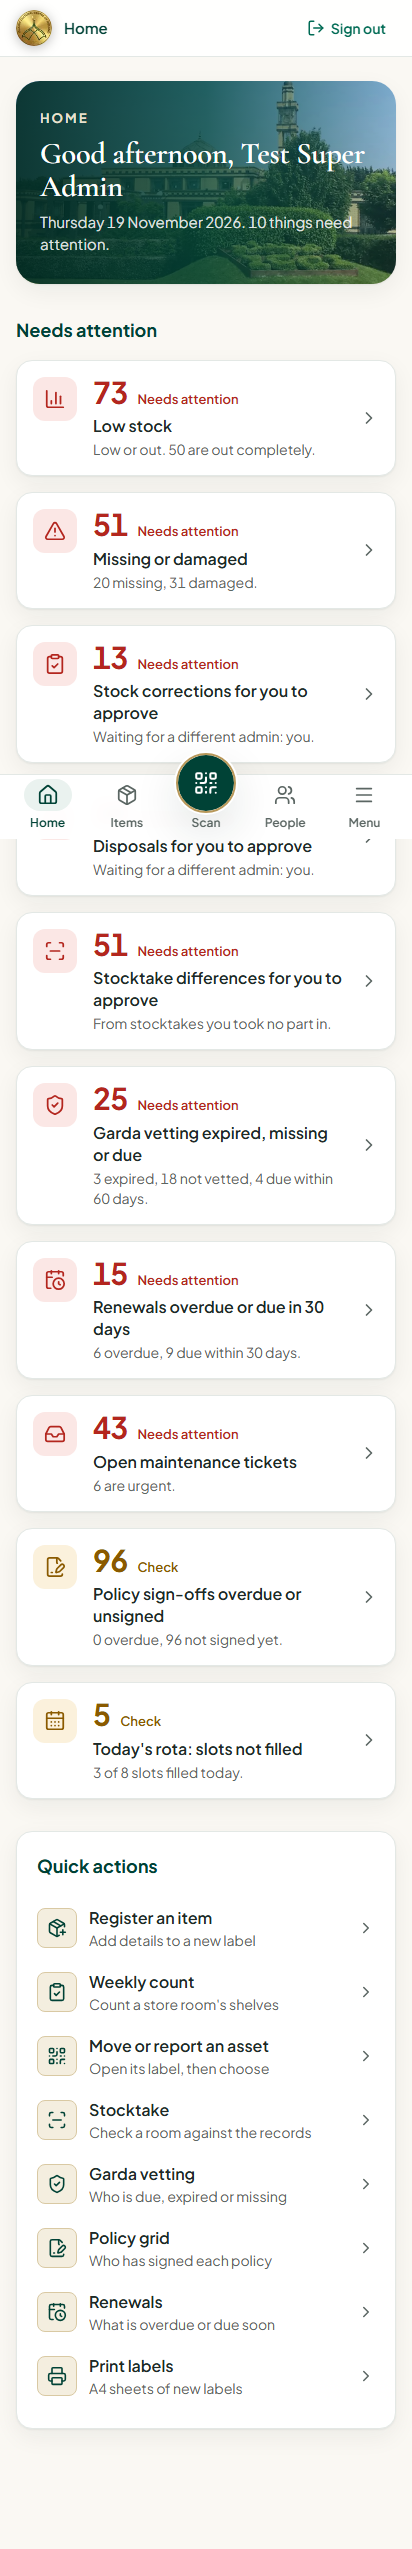 Home
Sign out
HOME
Good afternoon, Test Super
Admin
Thursday 19 November 2026. 10 things need
attention.
Needs attention
73 Needs attention
Low stock
Low or out. 50 are out completely.
51 Needs attention
Missing or damaged
20 missing, 31 damaged.
13 Needs attention
Stock corrections for you to
approve
Waiting for a different admin: you.
Home
Items
Scan
People
Menu
Disposals for you to approve
Waiting for a different admin: you.
51 Needs attention
Stocktake differences for you to
approve
From stocktakes you took no part in.
25 Needs attention
Garda vetting expired, missing
or due
3 expired, 18 not vetted, 4 due within
60 days.
15 Needs attention
Renewals overdue or due in 30
days
6 overdue, 9 due within 30 days.
43 Needs attention
Open maintenance tickets
6 are urgent.
96 Check
Policy sign-offs overdue or
unsigned
0 overdue, 96 not signed yet.
5 Check
Today's rota: slots not filled
3 of 8 slots filled today.
Quick actions
Register an item
Add details to a new label
Weekly count
Count a store room's shelves
Move or report an asset
Open its label, then choose
Stocktake
Check a room against the records
Garda vetting
Who is due, expired or missing
Policy grid
Who has signed each policy
Renewals
What is overdue or due soon
Print labels
A4 sheets of new labels